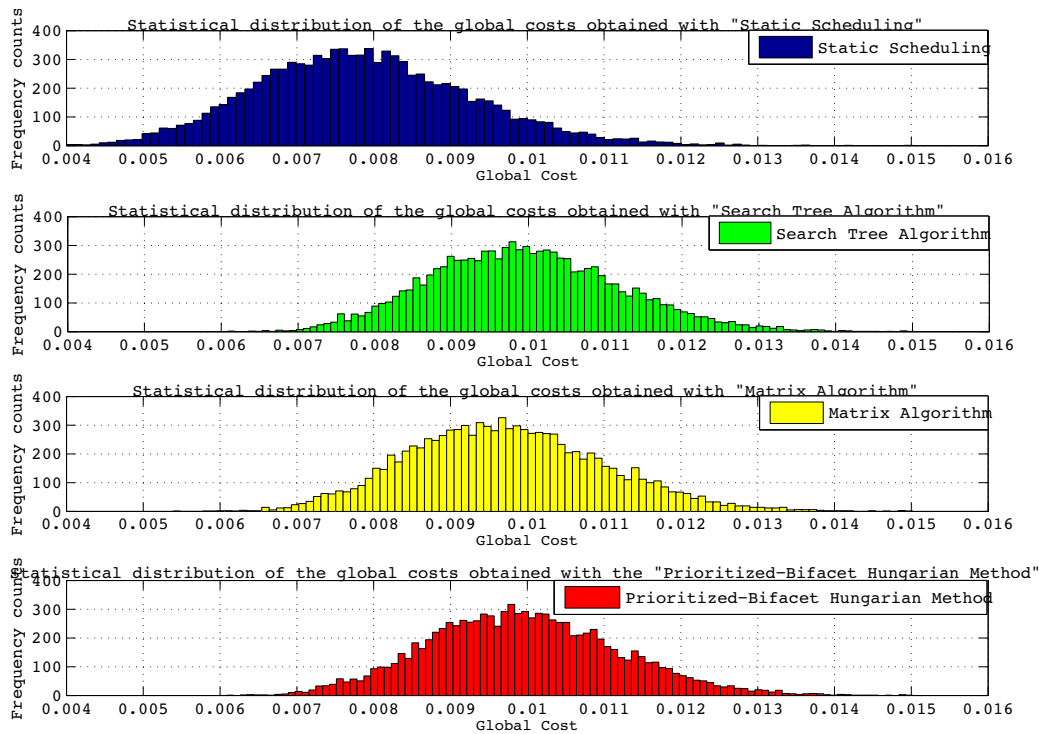 Statistical distribution of the global costs obtained with "Static Scheduling"
Frequency counts
400
300
200
100
0
Static Scheduling
0.004 0.005 0.006 0.007 0.008 0.009 0.01 0.011 0.012 0.013 0.014 0.015 0.016
Global Cost
Statistical distribution of the global costs obtained with "Search Tree Algorithm"
Frequency counts
400
300
200
100
0
Search Tree Algorithm
0.004 0.005 0.006 0.007 0.008 0.009 0.01 0.011 0.012 0.013 0.014 0.015 0.016
Global Cost
Statistical distribution of the global costs obtained with "Matrix Algorithm"
Frequency counts
400
300
200
100
0
Matrix Algorithm
0.004 0.005 0.006 0.007 0.008 0.009 0.01 0.011 0.012 0.013 0.014 0.015 0.016
Global Cost
Statistical distribution of the global costs obtained with the "Prioritized-Bifacet Hungarian Method"
Frequency counts
400
300
200
100
0
Prioritized-Bifacet Hungarian Method
0.004 0.005 0.006 0.007 0.008 0.009 0.01 0.011 0.012 0.013 0.014 0.015 0.016
Global Cost